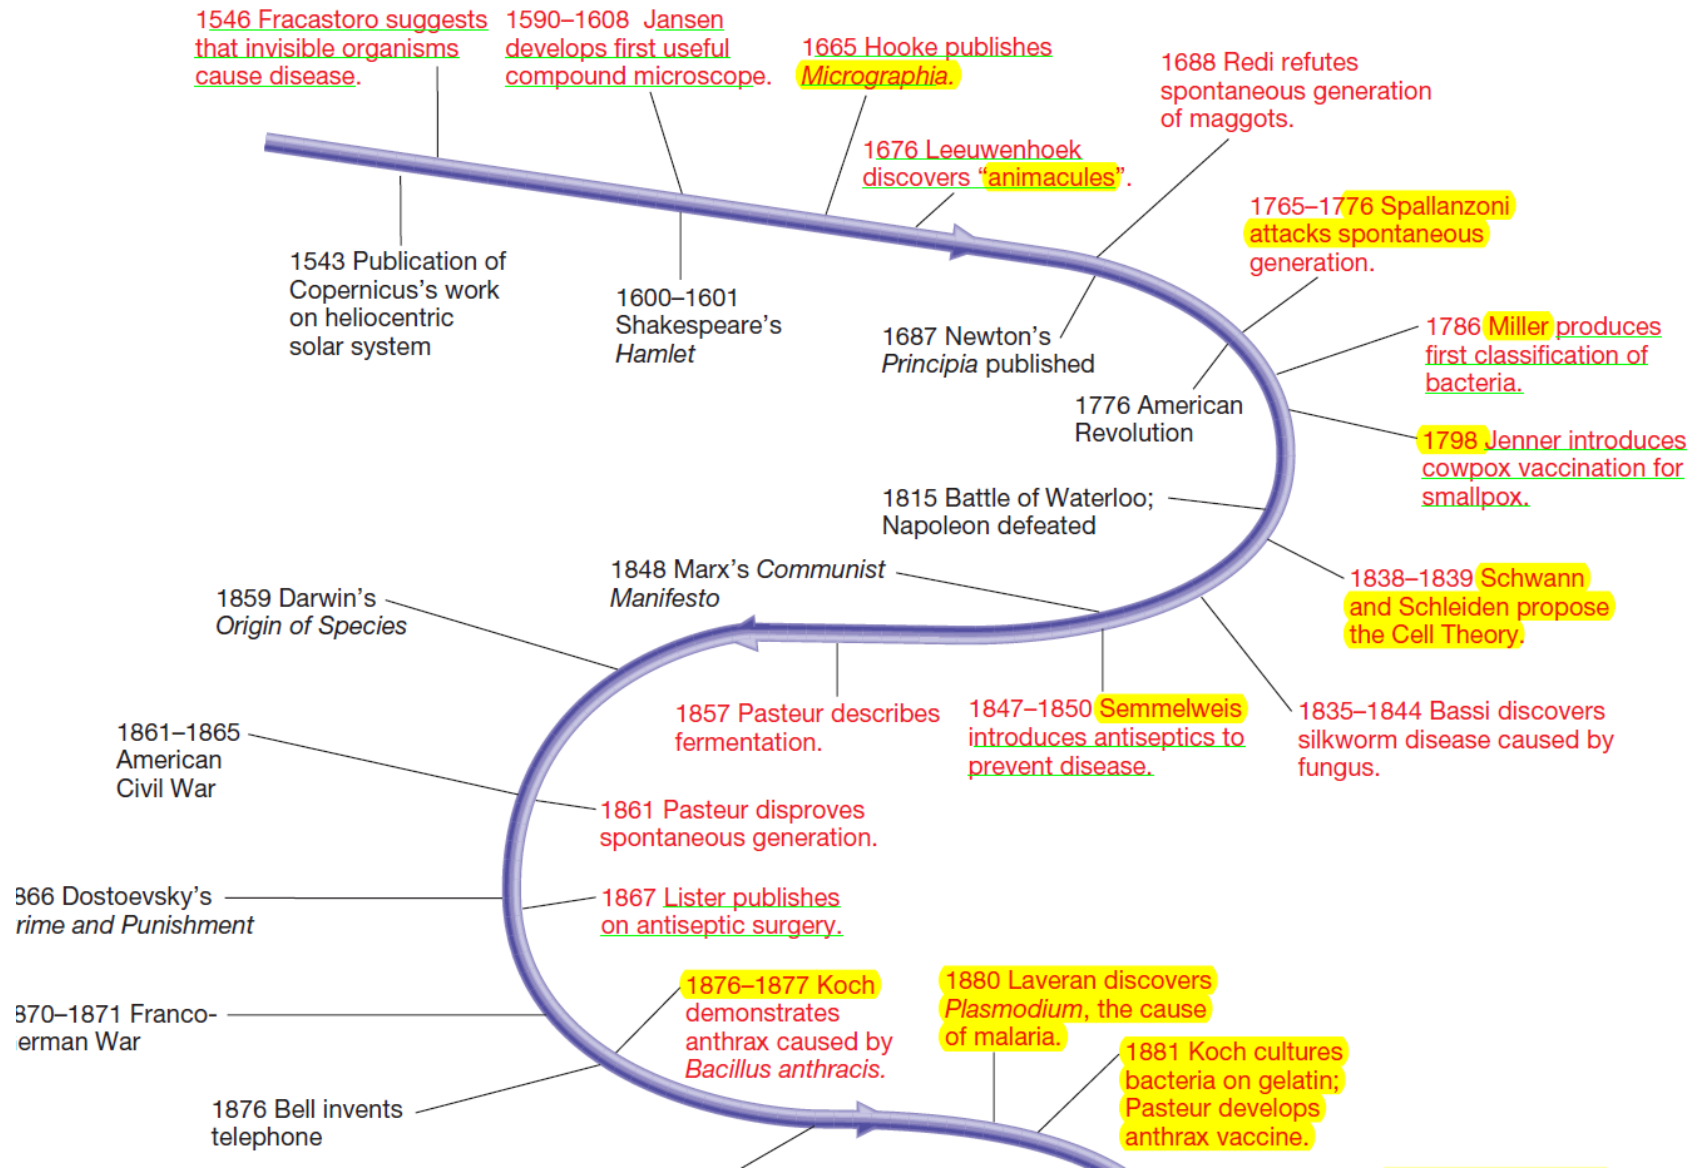 1546 Fracastoro suggests
that invisible organisms
cause disease.
1590–1608 Jansen
develops first useful
compound microscope.
1665 Hooke publishes
Micrographia.
1676 Leeuwenhoek
discovers “animacules”.
1688 Redi refutes
spontaneous generation
of maggots.
1765–1776 Spallanzoni
attacks spontaneous
generation.
1543 Publication of
Copernicus’s work
on heliocentric
solar system
1600–1601
Shakespeare’s
Hamlet
1687 Newton’s
Principia published
1776 American
Revolution
1786 Miller produces
first classification of
bacteria.
1798 Jenner introduces
cowpox vaccination for
smallpox.
1815 Battle of Waterloo;
Napoleon defeated
1838–1839 Schwann
and Schleiden propose
the Cell Theory.
1848 Marx’s Communist
Manifesto
1859 Darwin’s
Origin of Species
1857 Pasteur describes
fermentation.
1847–1850 Semmelweis
introduces antiseptics to
prevent disease.
1835–1844 Bassi discovers
silkworm disease caused by
fungus.
1861–1865
American
Civil War
1861 Pasteur disproves
spontaneous generation.
866 Dostoevsky’s
rime and Punishment
1867 Lister publishes
on antiseptic surgery.
870–1871 Franco-
erman War
1876–1877 Koch
demonstrates
anthrax caused by
Bacillus anthracis.
1880 Laveran discovers
Plasmodium, the cause
of malaria.
1881 Koch cultures
bacteria on gelatin;
Pasteur develops
anthrax vaccine.
1876 Bell invents
telephone